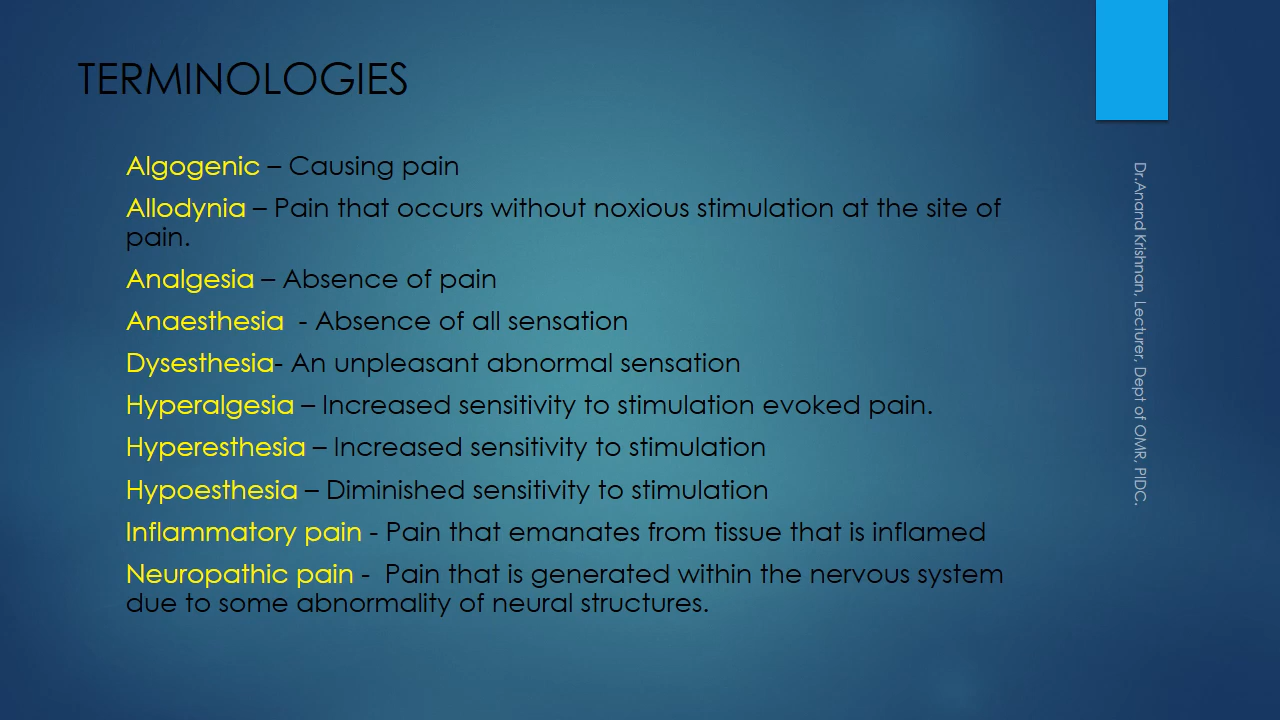 TERMINOLOGIES
Algogenic – Causing pain
Allodynia – Pain that occurs without noxious stimulation at the site of
pain.
Analgesia – Absence of pain
Anaesthesia  - Absence of all sensation
Dysesthesia- An unpleasant abnormal sensation
Hyperalgesia – Increased sensitivity to stimulation evoked pain.
Hyperesthesia – Increased sensitivity to stimulation
Hypoesthesia – Diminished sensitivity to stimulation
Inflammatory pain - Pain that emanates from tissue that is inflamed
Neuropathic pain -  Pain that is generated within the nervous system
due to some abnormality of neural structures.
Dr.Anand Krishnan, Lecturer, Dept of OMR, PIDC.